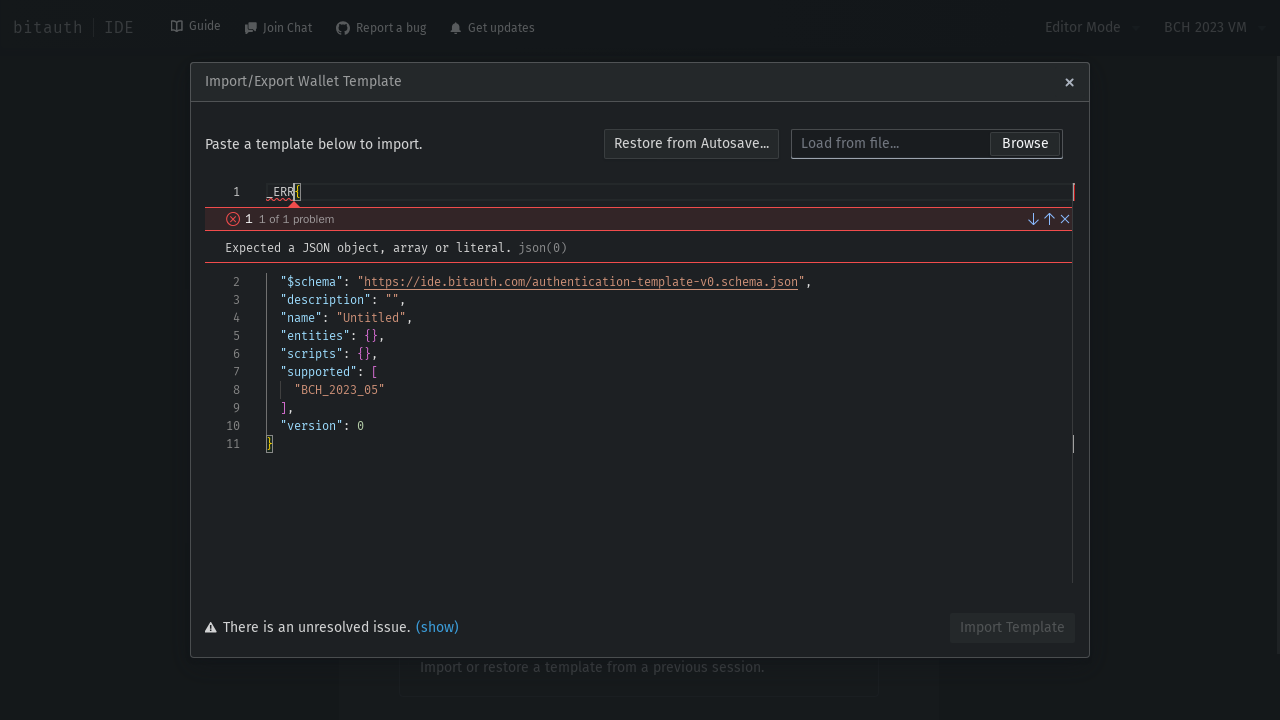 bitauth | IDE
Guide
Join Chat
Report a bug
Get updates
Editor Mode
BCH 2023 VM
Import/Export Wallet Template
Paste a template below to import.
Restore from Autosave...
Load from file...
Browse
1 _ERR{
1 1 of 1 problem
Expected a JSON object, array or literal. json(0)
2 "$schema": "https://ide.bitauth.com/authentication-template-v0.schema.json",
3 "description": "",
4 "name": "Untitled",
5 "entities": {},
6 "scripts": {},
7 "supported": [
8 "BCH_2023_05"
9 ],
10 "version": 0
11 }
There is an unresolved issue. (show)
Import Template
Import or restore a template from a previous session.